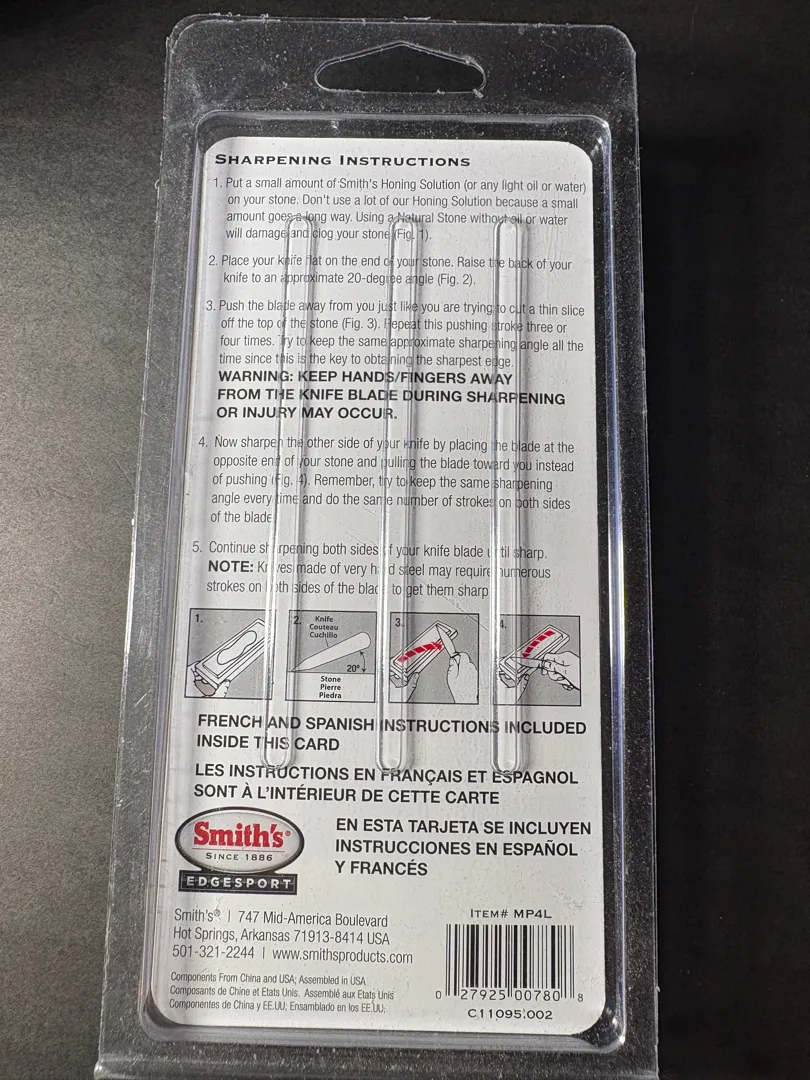 SHARPENING INSTRUCTIONS
1. Put a small amount of Smith's Honing Solution (or any light oil or water)
on your stone. Don't use a lot of our Honing Solution because a small
amount goes a long way. Using a Natural Stone without oil or water
will damage and clog your stone (Fig. 1).
2. Place your knife flat on the end of your stone. Raise the back of your
knife to an approximate 20-degree angle (Fig. 2).
3. Push the blade away from you just like you are trying to cut a thin slice
off the top of the stone (Fig. 3). Repeat this pushing stroke three or
four times. Try to keep the same approximate sharpening angle all the
time since this is the key to obtaining the sharpest edge.
WARNING: KEEP HANDS/FINGERS AWAY
FROM THE KNIFE BLADE DURING SHARPENING
OR INJURY MAY OCCUR.
4. Now sharpen the other side of your knife by placing the blade at the
opposite end of your stone and pulling the blade toward you instead
of pushing (Fig. 4). Remember, try to keep the same sharpening
angle every time and do the same number of strokes on both sides
of the blade
5. Continue sharpening both sides of your knife blade until sharp.
NOTE: Knives made of very hard steel may require numerous
strokes on both sides of the blade to get them sharp
1.
2.
Knife
Couteau
Cuchillo
20°
Stone
Pierre
Piedra
3.
4.
FRENCH AND SPANISH INSTRUCTIONS INCLUDED
INSIDE THIS CARD
LES INSTRUCTIONS EN FRANÇAIS ET ESPAGNOL
SONT À L'INTÉRIEUR DE CETTE CARTE
EN ESTA TARJETA SE INCLUYEN
INSTRUCCIONES EN ESPAÑOL
Y FRANCÉS
Smith's®
SINCE 1886
EDGESPORT
Smith's® | 747 Mid-America Boulevard
Hot Springs, Arkansas 71913-8414 USA
501-321-2244 | www.smithsproducts.com
Components From China and USA; Assembled in USA
Composants de Chine et Etats Unis. Assemblé aux Etats Unis
Componentes de China y EE.UU; Ensamblado en los EE.UU;
ITEM# MP4L
0 27925 00780 8
C11095.002